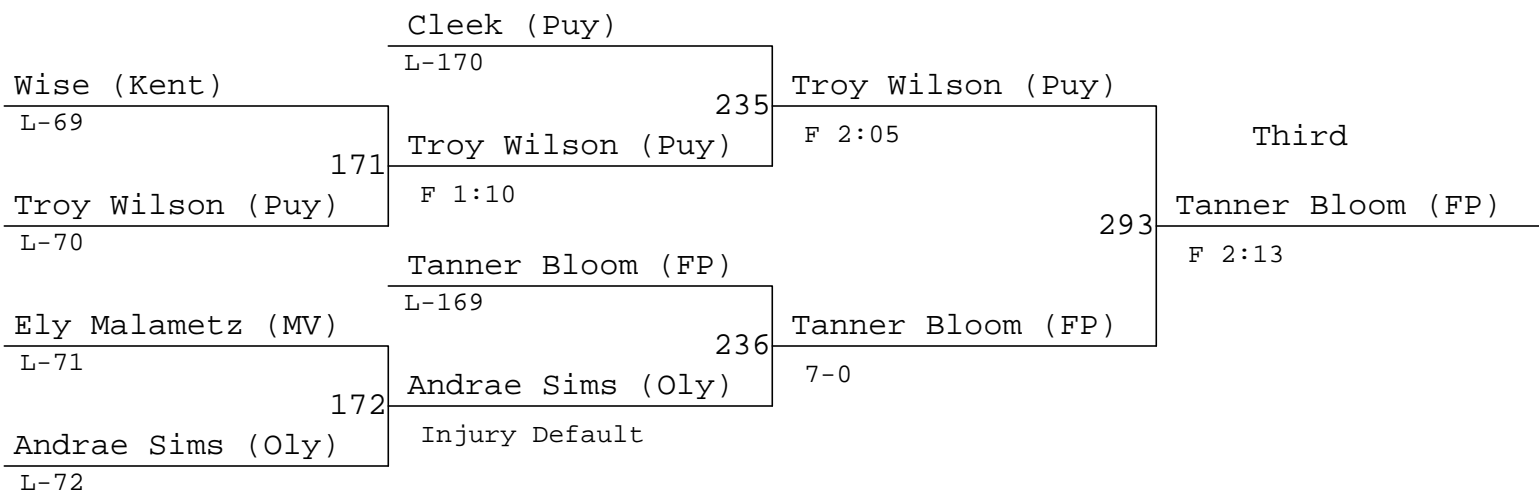 Cleek (Puy)
L-170
Wise (Kent)
L-69
235
Troy Wilson (Puy)
F 2:05
Third
171
Troy Wilson (Puy)
F 1:10
Troy Wilson (Puy)
L-70
293
Tanner Bloom (FP)
F 2:13
Tanner Bloom (FP)
L-169
Ely Malametz (MV)
L-71
236
Tanner Bloom (FP)
7-0
172
Andrae Sims (Oly)
Injury Default
Andrae Sims (Oly)
L-72